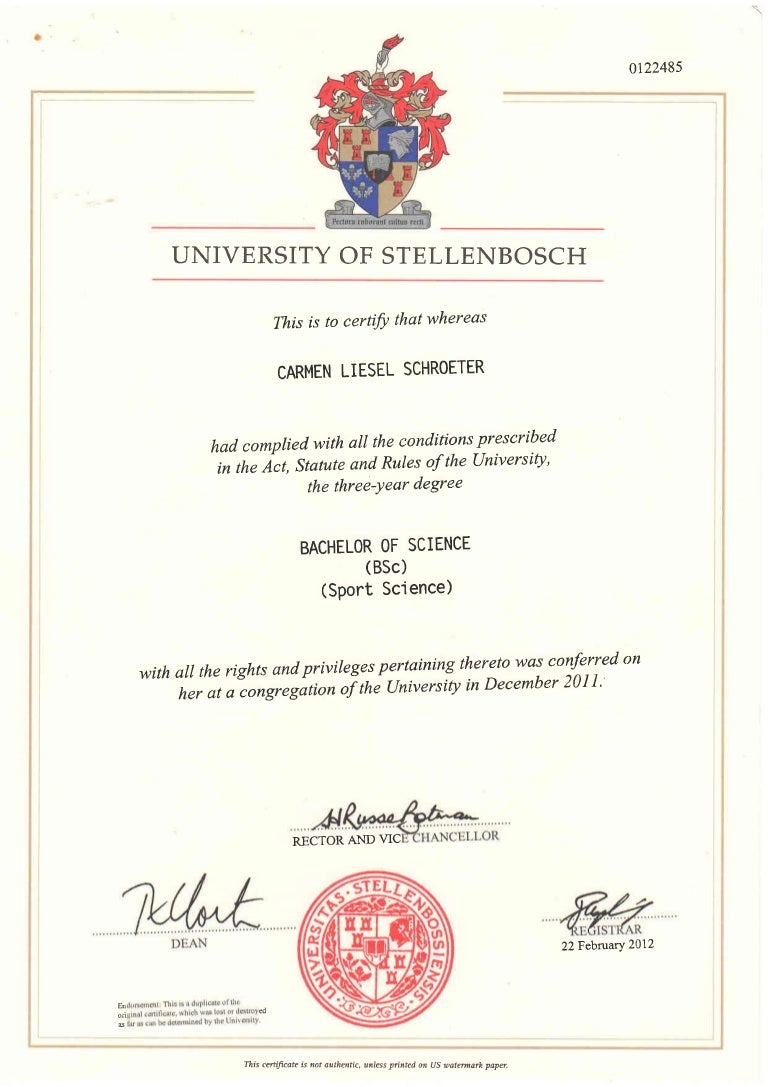 0122485
Pectora roborant cultus recti
UNIVERSITY OF STELLENBOSCH
This is to certify that whereas
CARMEN LIESEL SCHROETER
had complied with all the conditions prescribed
in the Act, Statute and Rules of the University,
the three-year degree
BACHELOR OF SCIENCE
(BSc)
(Sport Science)
with all the rights and privileges pertaining thereto was conferred on
her at a congregation of the University in December 2011.
RECTOR AND VICE CHANCELLOR
DEAN
UNIVERSITAS · STELLENBOSSIENSIS
REGISTRAR
22 February 2012
Endorsement: This is a duplicate of the
original certificate, which was lost or destroyed
as far as can be determined by the University.
This certificate is not authentic, unless printed on US watermark paper.